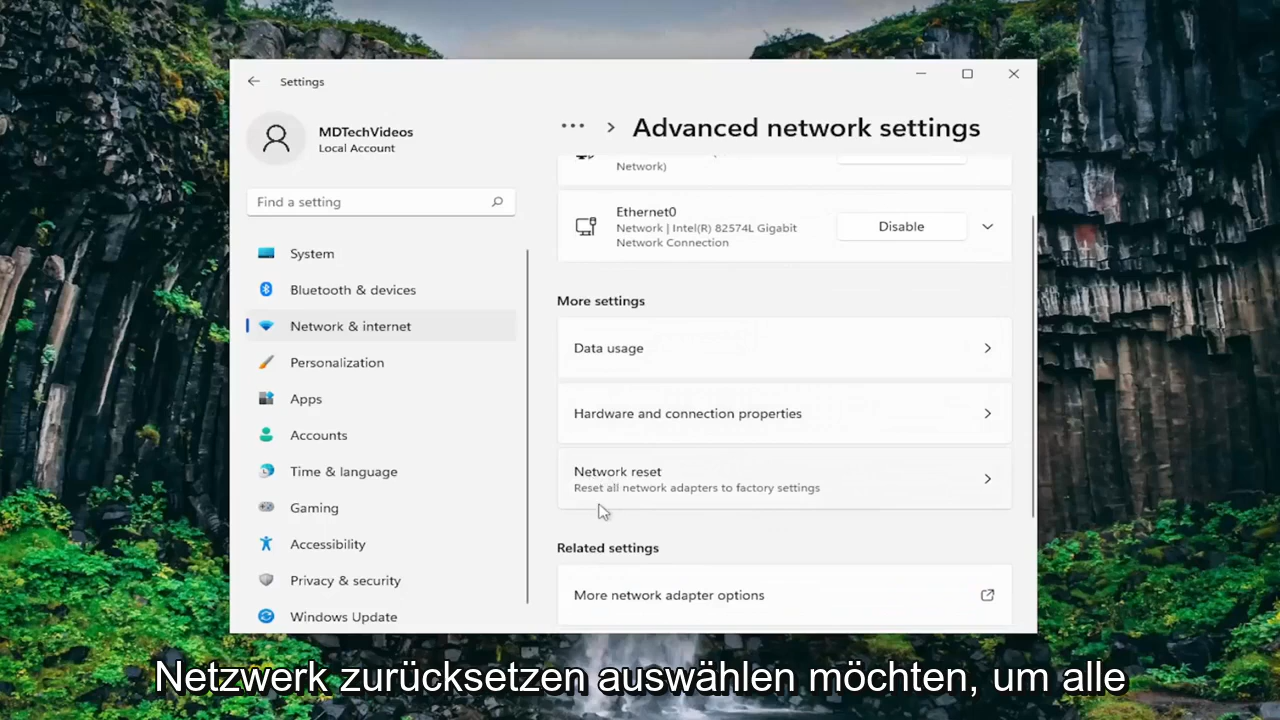 Settings
MDTechVideos
Local Account
Find a setting
System
Bluetooth & devices
Network & internet
Personalization
Apps
Accounts
Time & language
Gaming
Accessibility
Privacy & security
Windows Update
... > Advanced network settings
Network)
Ethernet0
Network | Intel(R) 82574L Gigabit
Network Connection
Disable
More settings
Data usage
Hardware and connection properties
Network reset
Reset all network adapters to factory settings
Related settings
More network adapter options
Netzwerk zurücksetzen auswählen möchten, um alle